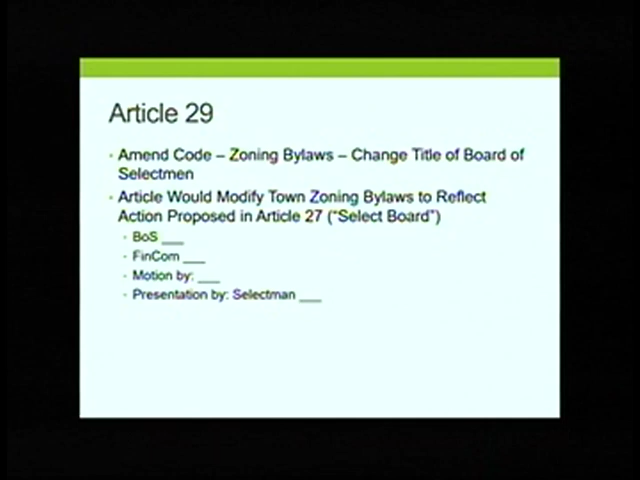 Article 29
· Amend Code – Zoning Bylaws – Change Title of Board of
Selectmen
· Article Would Modify Town Zoning Bylaws to Reflect
Action Proposed in Article 27 (“Select Board”)
· BoS ___
· FinCom ___
· Motion by: ___
· Presentation by: Selectman ___